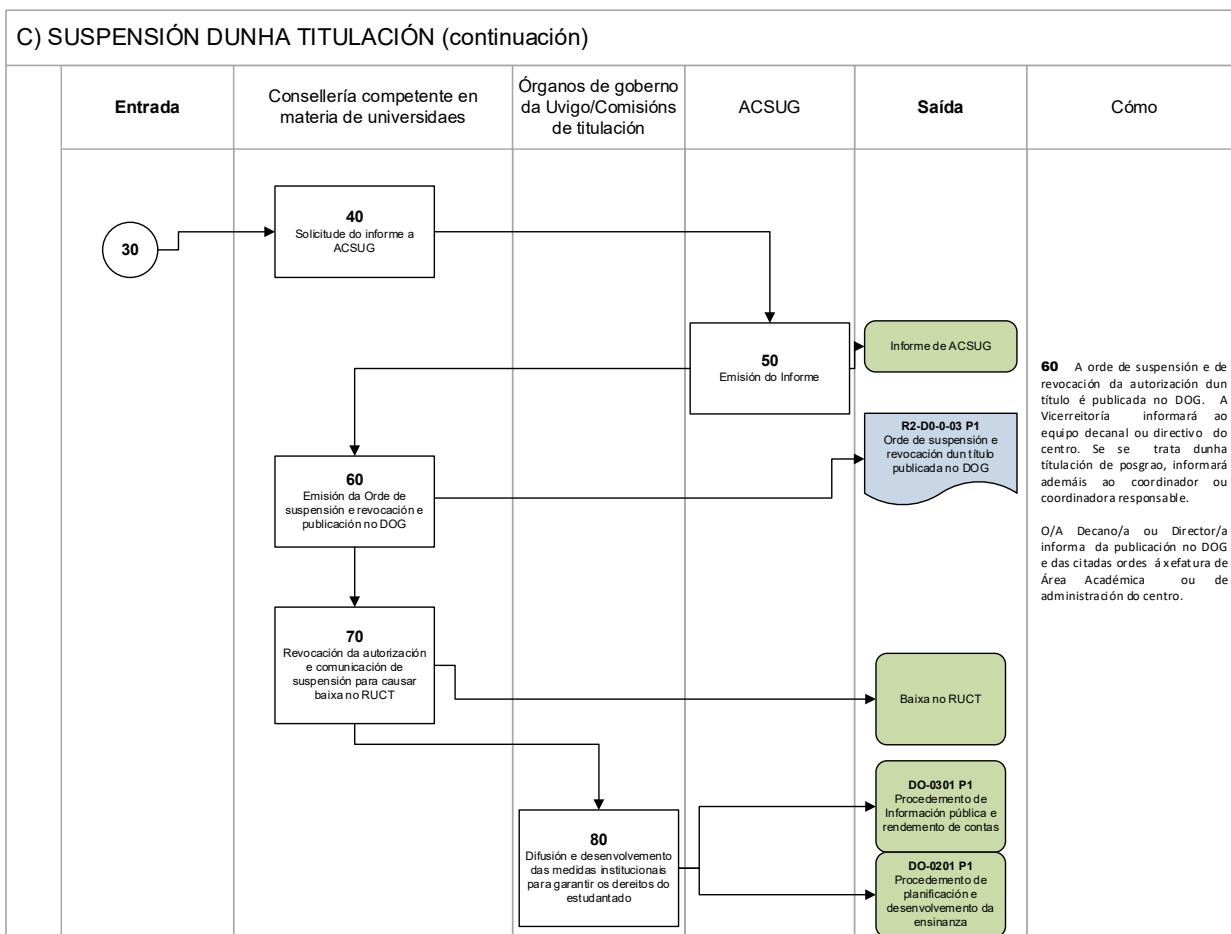 C) SUSPENSIÓN DUNHA TITULACIÓN (continuación)
Entrada
Consellería competente en
materia de universidaes
Órganos de goberno
da Uvigo/Comisións
de titulación
ACSUG
Saída
Cómo
30
40
Solicitude do informe a
ACSUG
50
Emisión do Informe
Informe de ACSUG
R2-D0-0-03 P1
Orde de suspensión e
revocación dun título
publicada no DOG
60
Emisión da Orde de
suspensión e revocación e
publicación no DOG
60 A orde de suspensión e de
revocación da autorización dun
título é publicada no DOG. A
Vicerreitoría informará ao
equipo decanal ou directivo do
centro. Se se trata dunha
títulación de posgrao, informará
ademáis ao coordinador ou
coordinadora responsable.
O/A Decano/a ou Director/a
informa da publicación no DOG
e das citadas ordes á xefatura de
Área Académica ou de
administración do centro.
70
Revocación da autorización
e comunicación de
suspensión para causar
baixa no RUCT
Baixa no RUCT
80
Difusión e desenvolvemento
das medidas institucionais
para garantir os dereitos do
estudantado
DO-0301 P1
Procedemento de
Información pública e
rendemento de contas
DO-0201 P1
Procedemento de
planificación e
desenvolvemento da
ensinanza